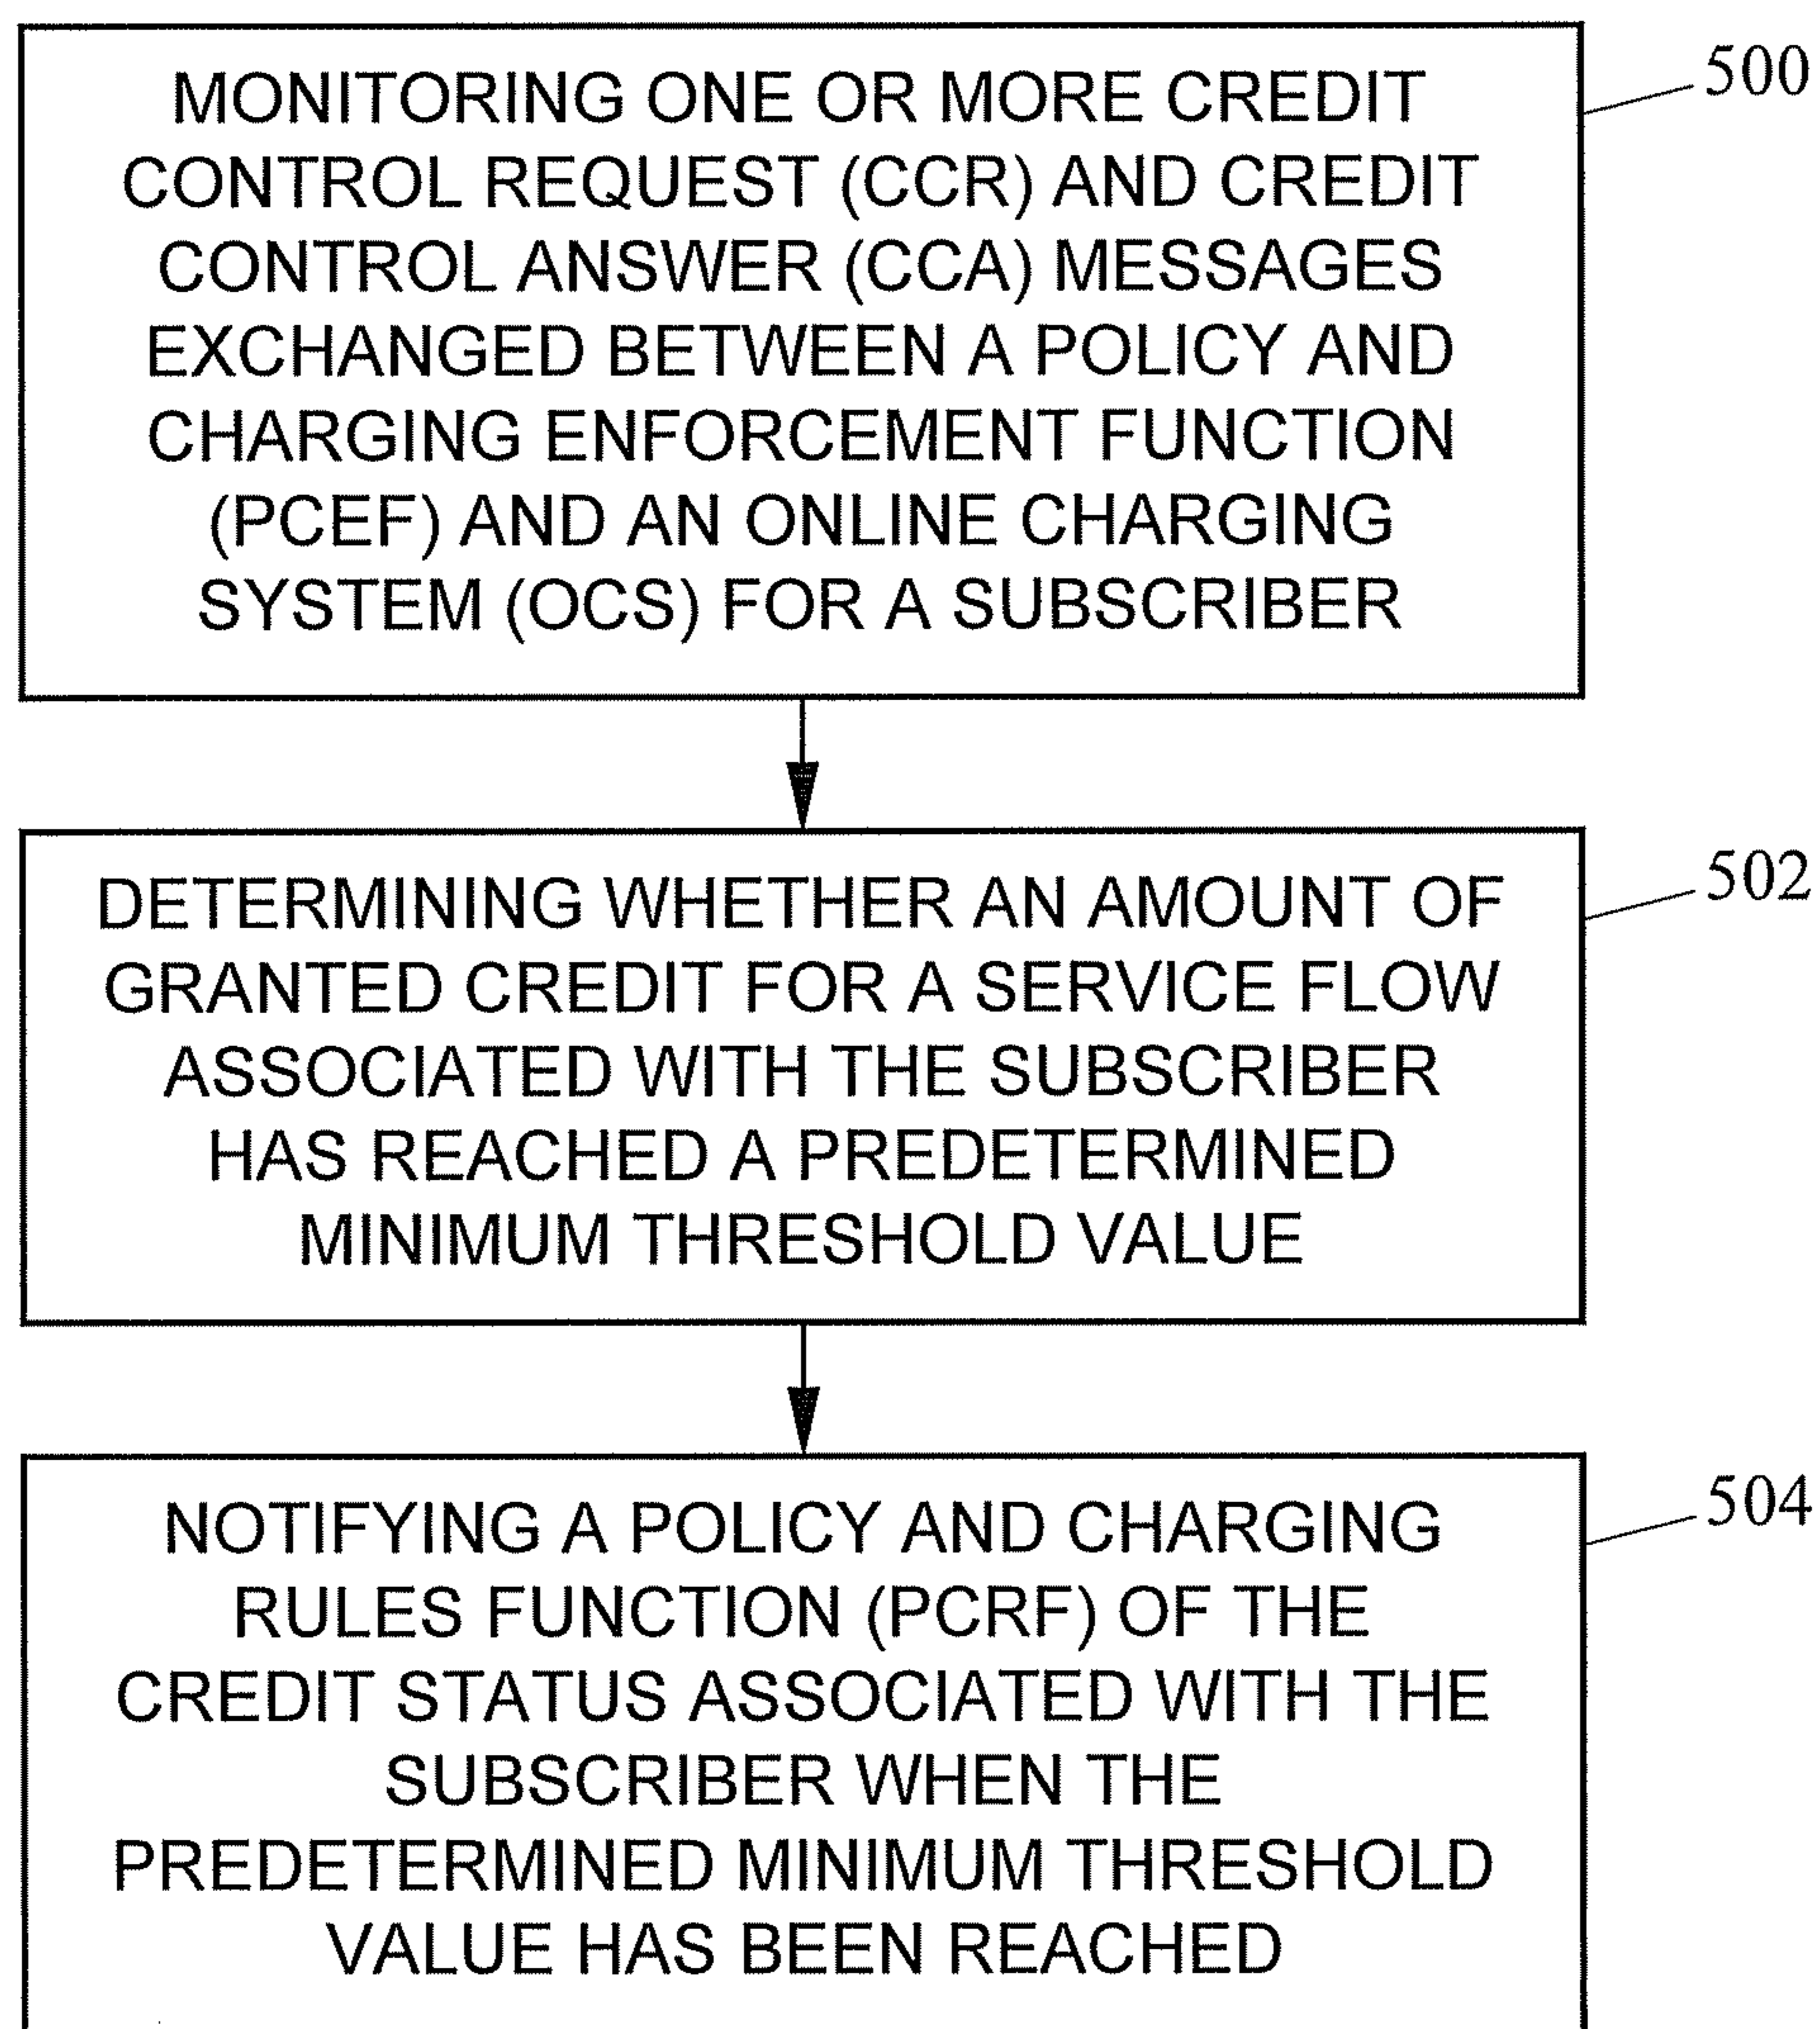 MONITORING ONE OR MORE CREDIT
CONTROL REQUEST (CCR) AND CREDIT
CONTROL ANSWER (CCA) MESSAGES
EXCHANGED BETWEEN A POLICY AND
CHARGING ENFORCEMENT FUNCTION
(PCEF) AND AN ONLINE CHARGING
SYSTEM (OCS) FOR A SUBSCRIBER
500
DETERMINING WHETHER AN AMOUNT OF
GRANTED CREDIT FOR A SERVICE FLOW
ASSOCIATED WITH THE SUBSCRIBER
HAS REACHED A PREDETERMINED
MINIMUM THRESHOLD VALUE
502
NOTIFYING A POLICY AND CHARGING
RULES FUNCTION (PCRF) OF THE
CREDIT STATUS ASSOCIATED WITH THE
SUBSCRIBER WHEN THE
PREDETERMINED MINIMUM THRESHOLD
VALUE HAS BEEN REACHED
504